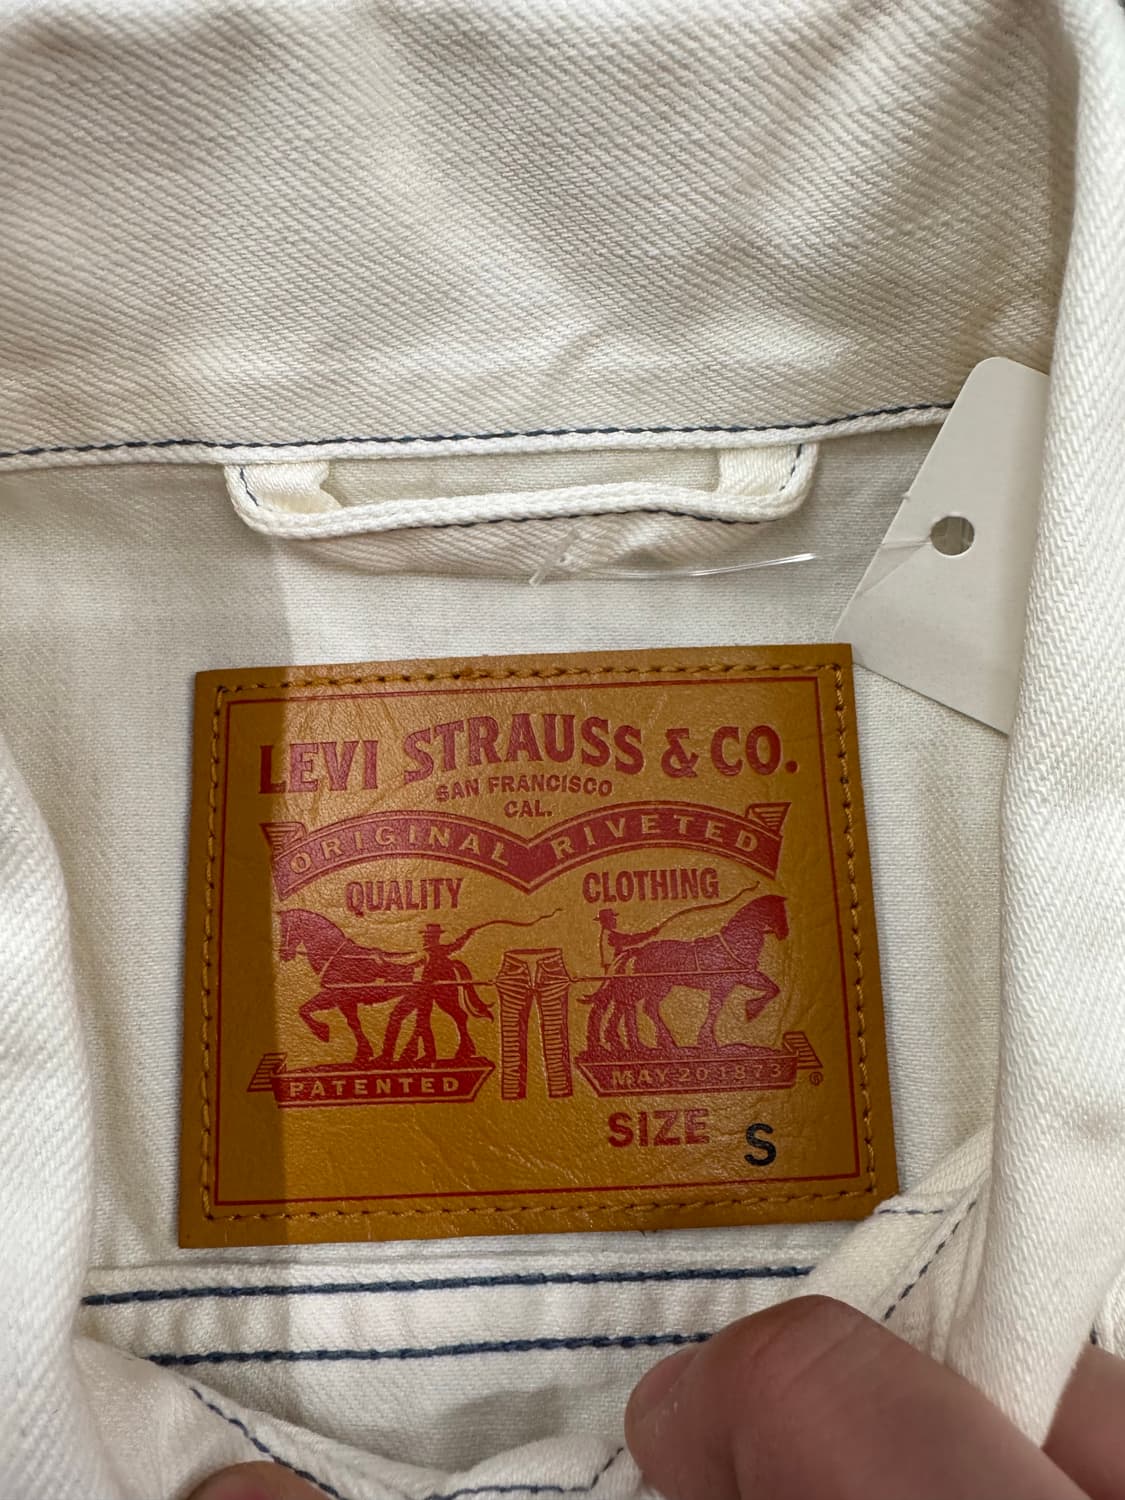 LEVI STRAUSS & CO.
SAN FRANCISCO
CAL.
ORIGINAL RIVETED
QUALITY CLOTHING
PATENTED MAY 20 1873 ®
SIZE S